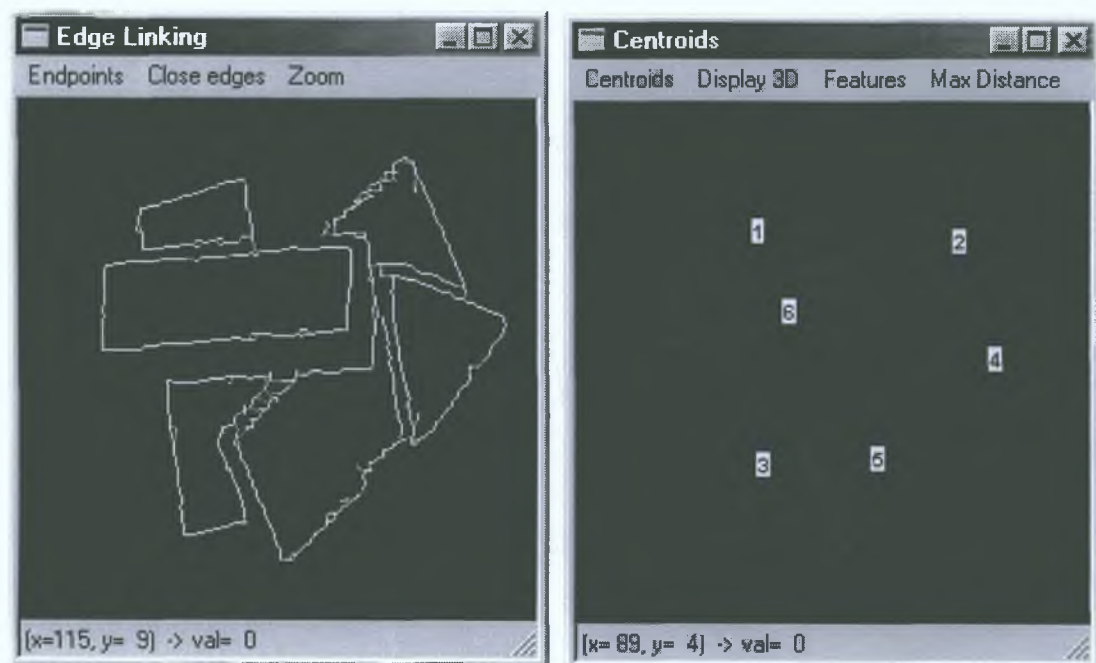 Edge Linking
Endpoints Close edges Zoom
(x=115, y= 9) -> val= 0
Centroids
Centroids Display 3D Features Max Distance
1
2
6
4
3
5
(x= 89, y= 4) -> val= 0